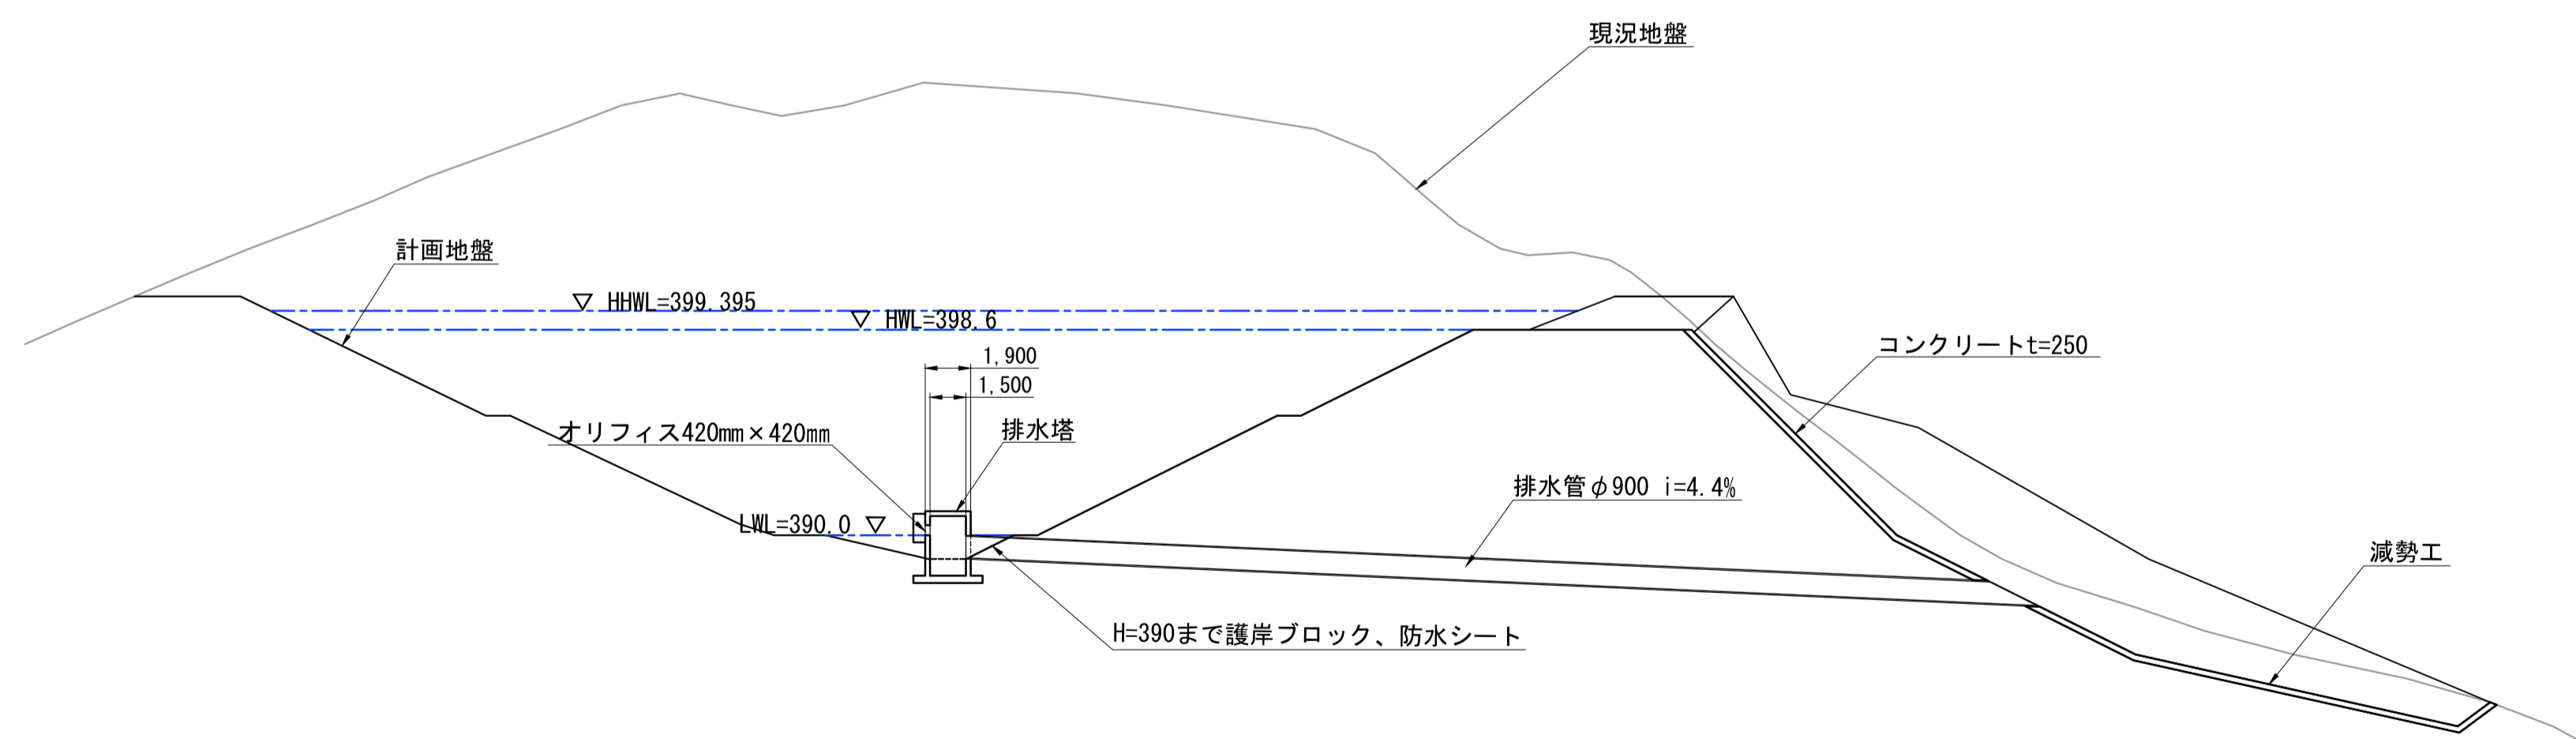 現況地盤
計画地盤
▽ HHWL=399.395
▽ HWL=398.6
コンクリートt=250
1,900
1,500
オリフィス420mm×420mm
排水塔
排水管φ900 i=4.4%
LWL=390.0 ▽
減勢工
H=390まで護岸ブロック、防水シート